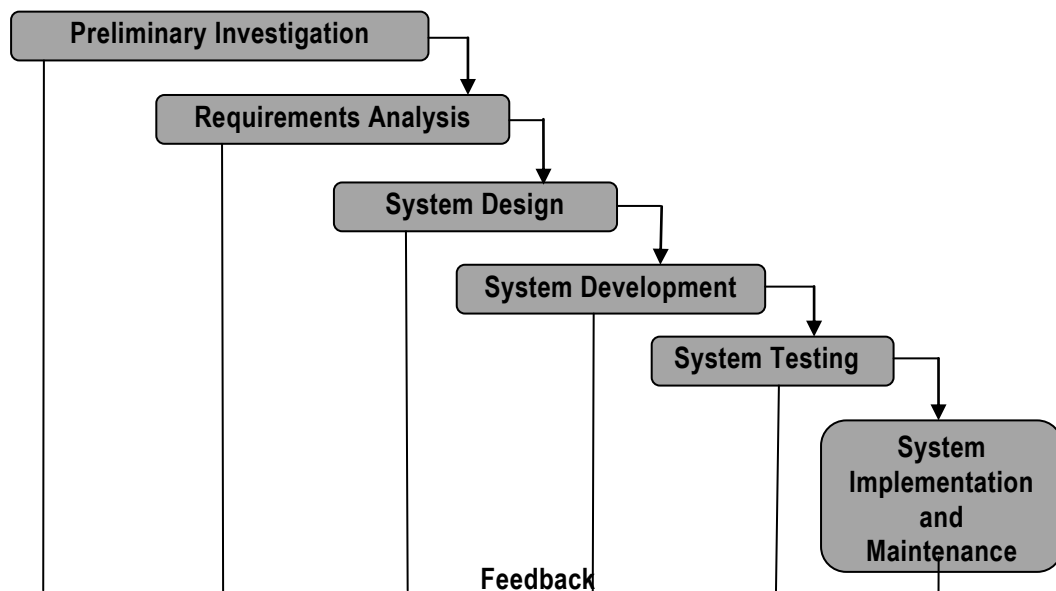 Preliminary Investigation
Requirements Analysis
System Design
System Development
System Testing
System
Implementation
and
Maintenance
Feedback